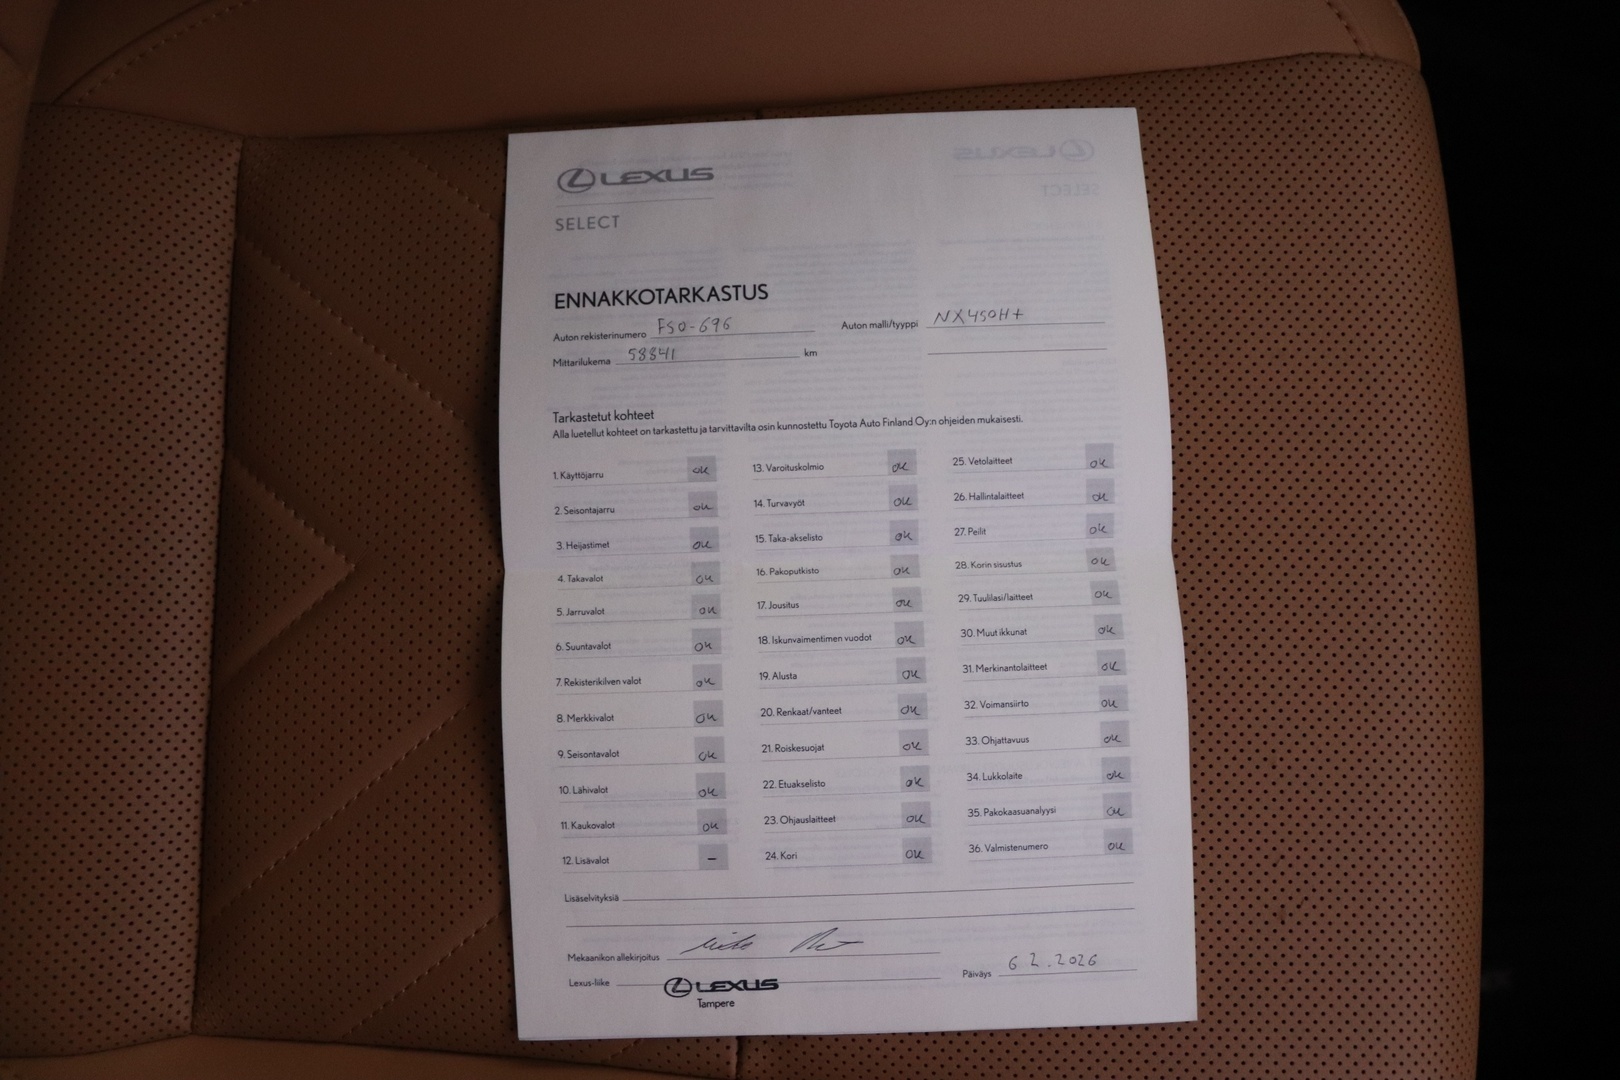 LEXUS
SELECT
ENNAKKOTARKASTUS
Auton rekisterinumero FSO-696 Auton malli/tyyppi NX450H+
Mittarilukema 58841 km
Tarkastetut kohteet
Alla luetellut kohteet on tarkastettu ja tarvittavilta osin kunnostettu Toyota Auto Finland Oy:n ohjeiden mukaisesti.
1. Käyttöjarru ok
2. Seisontajarru ok
3. Heijastimet ok
4. Takavalot ok
5. Jarruvalot ok
6. Suuntavalot ok
7. Rekisterikilven valot ok
8. Merkkivalot ok
9. Seisontavalot ok
10. Lähivalot ok
11. Kaukovalot ok
12. Lisävalot –
13. Varoituskolmio ok
14. Turvavyöt ok
15. Taka-akselisto ok
16. Pakoputkisto ok
17. Jousitus ok
18. Iskunvaimentimen vuodot ok
19. Alusta ok
20. Renkaat/vanteet ok
21. Roiskesuojat ok
22. Etuakselisto ok
23. Ohjauslaitteet ok
24. Kori ok
25. Vetolaitteet ok
26. Hallintalaitteet ok
27. Peilit ok
28. Korin sisustus ok
29. Tuulilasi/laitteet ok
30. Muut ikkunat ok
31. Merkinantolaitteet ok
32. Voimansiirto ok
33. Ohjattavuus ok
34. Lukkolaite ok
35. Pakokaasuanalyysi ok
36. Valmistenumero ok
Lisäselvityksiä
Mekaanikon allekirjoitus
Lexus-liike LEXUS Päiväys 6 2.2026
Tampere